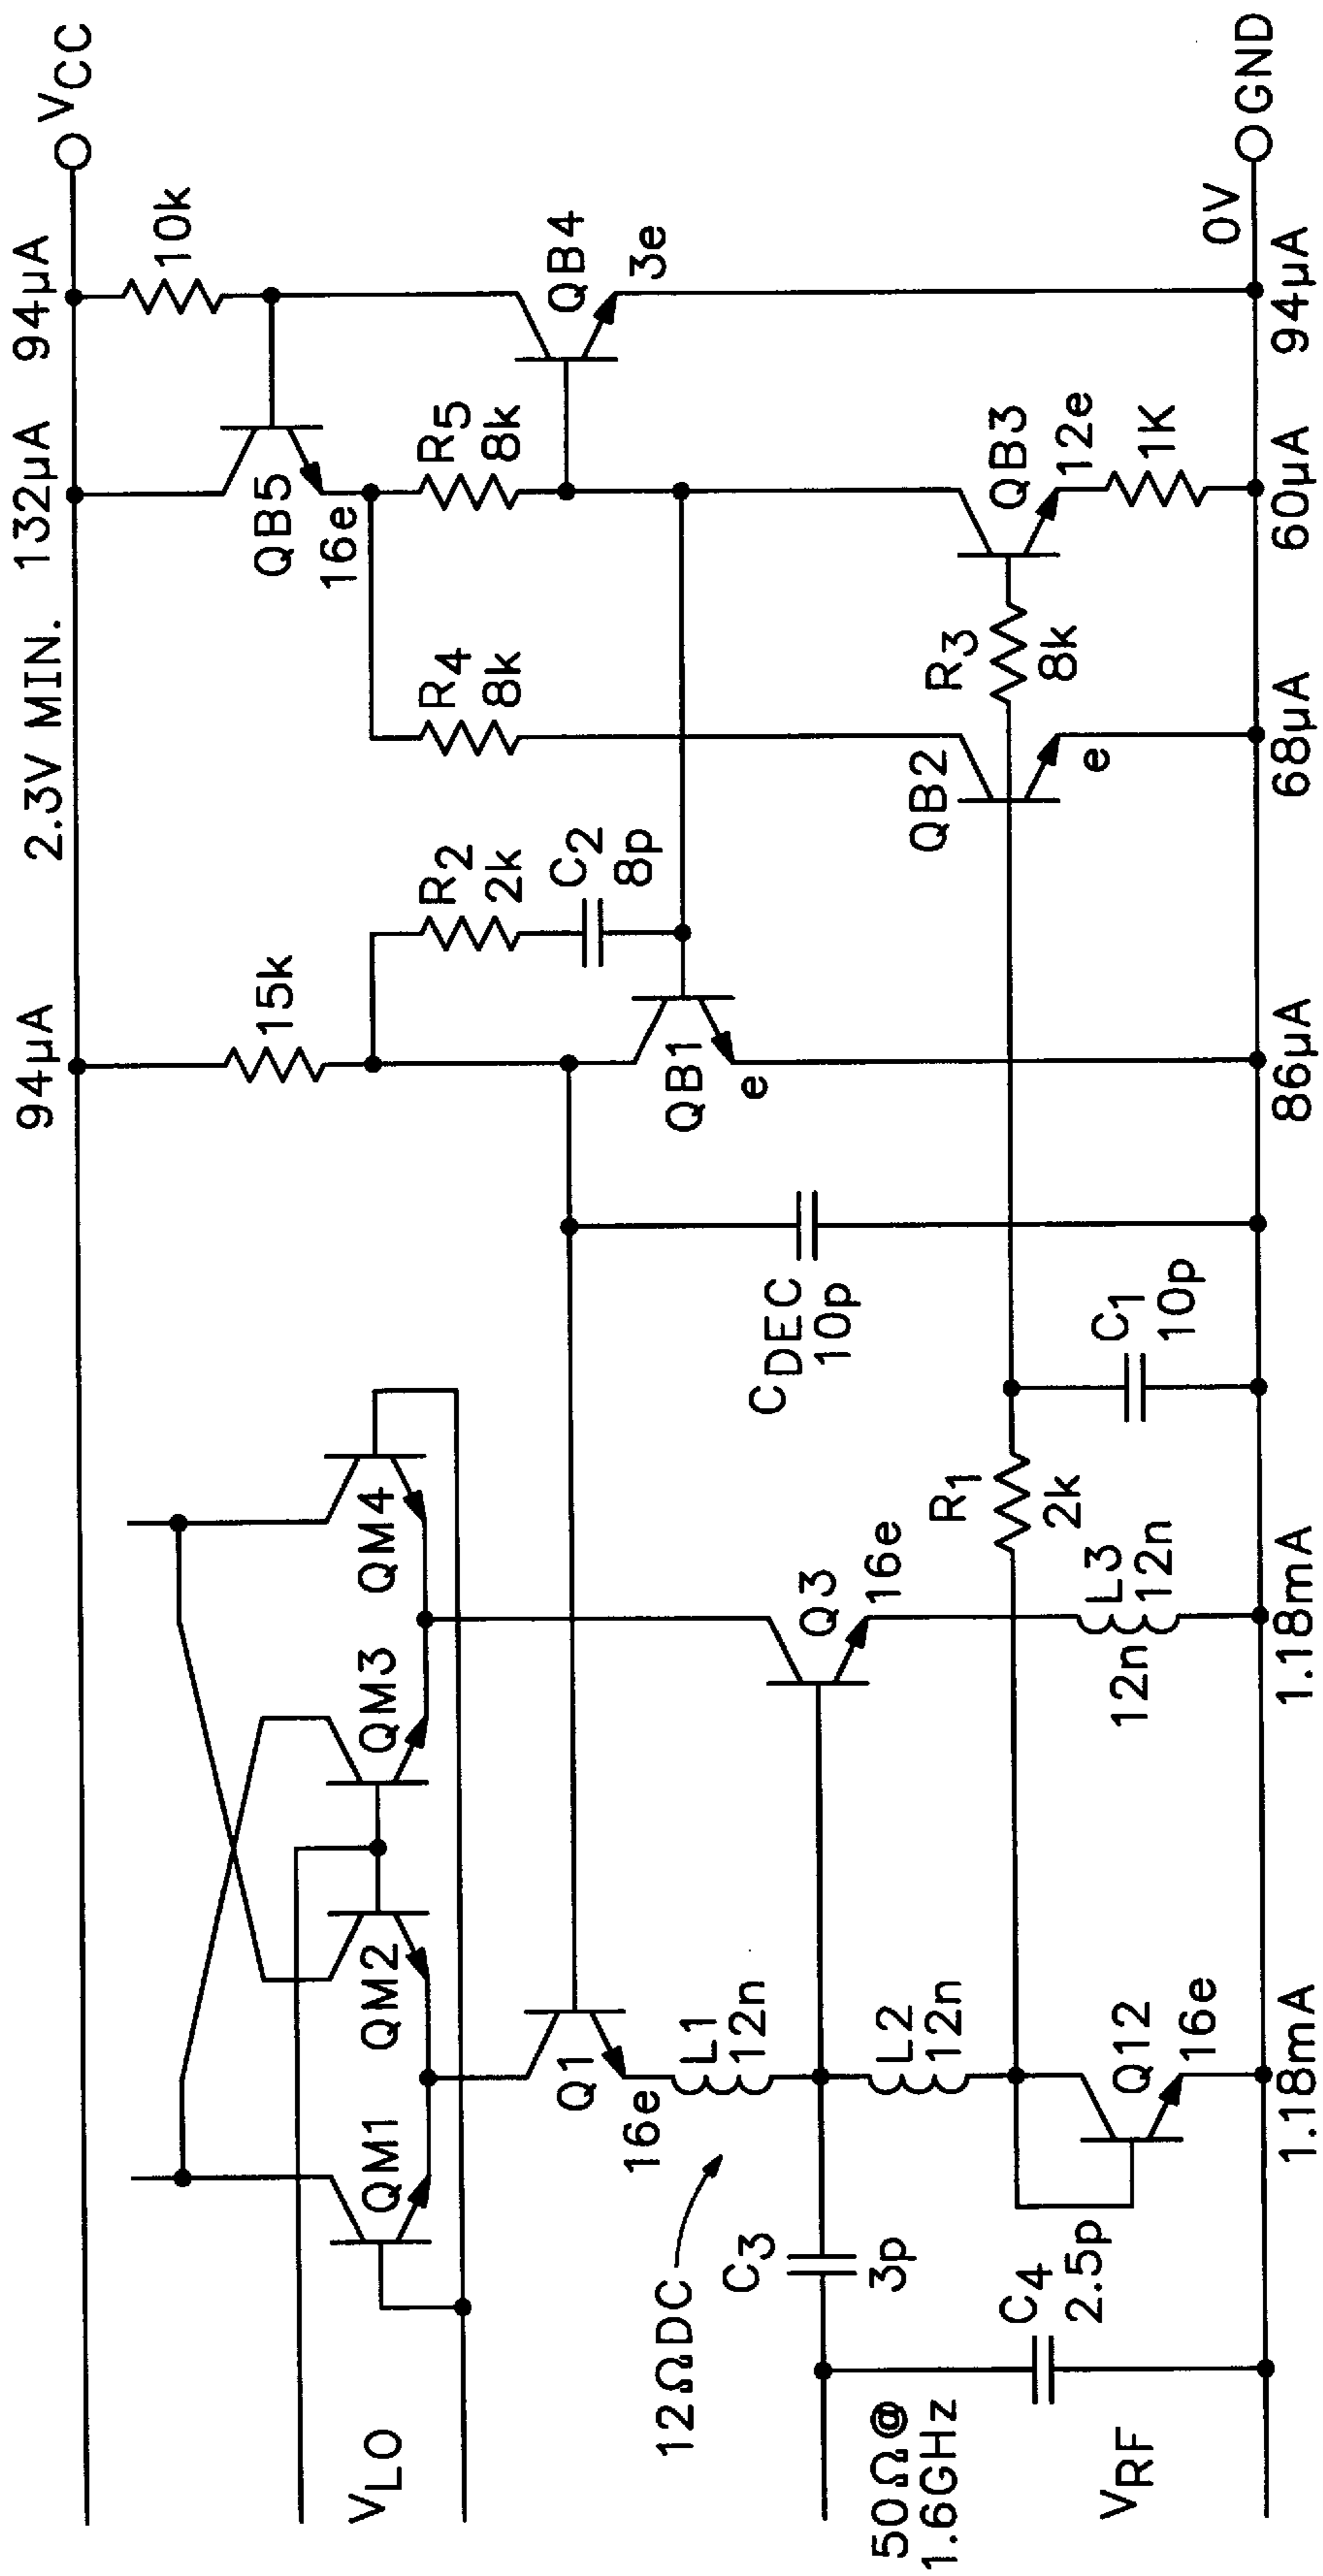 94μA
2.3V MIN.
132μA
94μA
VCC
15k
10k
QM1
QM2
QM3
QM4
VLO
R2
2k
C2
8p
R4
8k
QB5
16e
R5
8k
QB4
3e
Q1
16e
L1
12n
12ΩDC
C3
3p
L2
12n
Q3
16e
CDEC
10p
QB1
e
QB2
e
R3
8k
QB3
12e
1K
50Ω@
1.6GHz
C4
2.5p
VRF
Q12
16e
R1
2k
L3
12n
12n
C1
10p
0V
GND
1.18mA
1.18mA
86μA
68μA
60μA
94μA